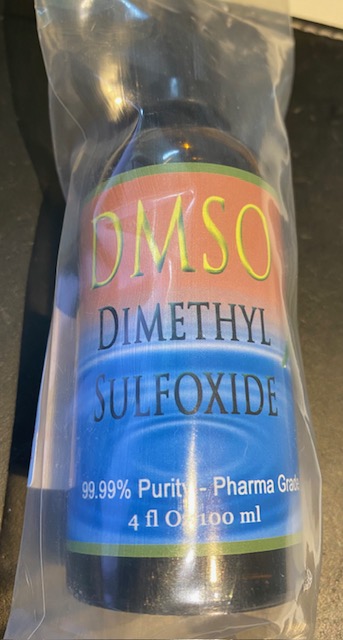 DMSO
DIMETHYL
SULFOXIDE
99.99% Purity - Pharma Grade
4 fl Oz 100 ml